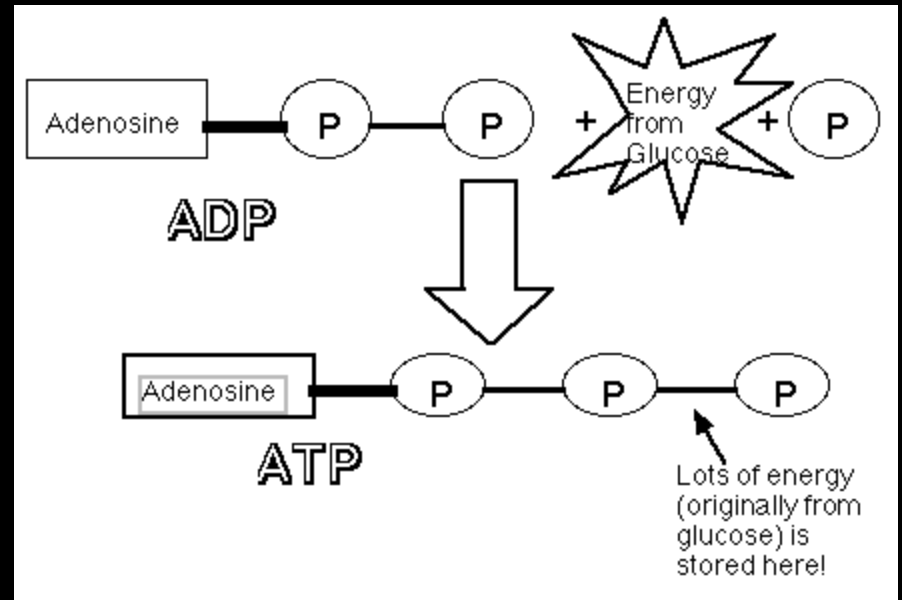 Adenosine P P + Energy from Glucose + P
ADP
Adenosine P P P
ATP
Lots of energy
(originally from
glucose) is
stored here!